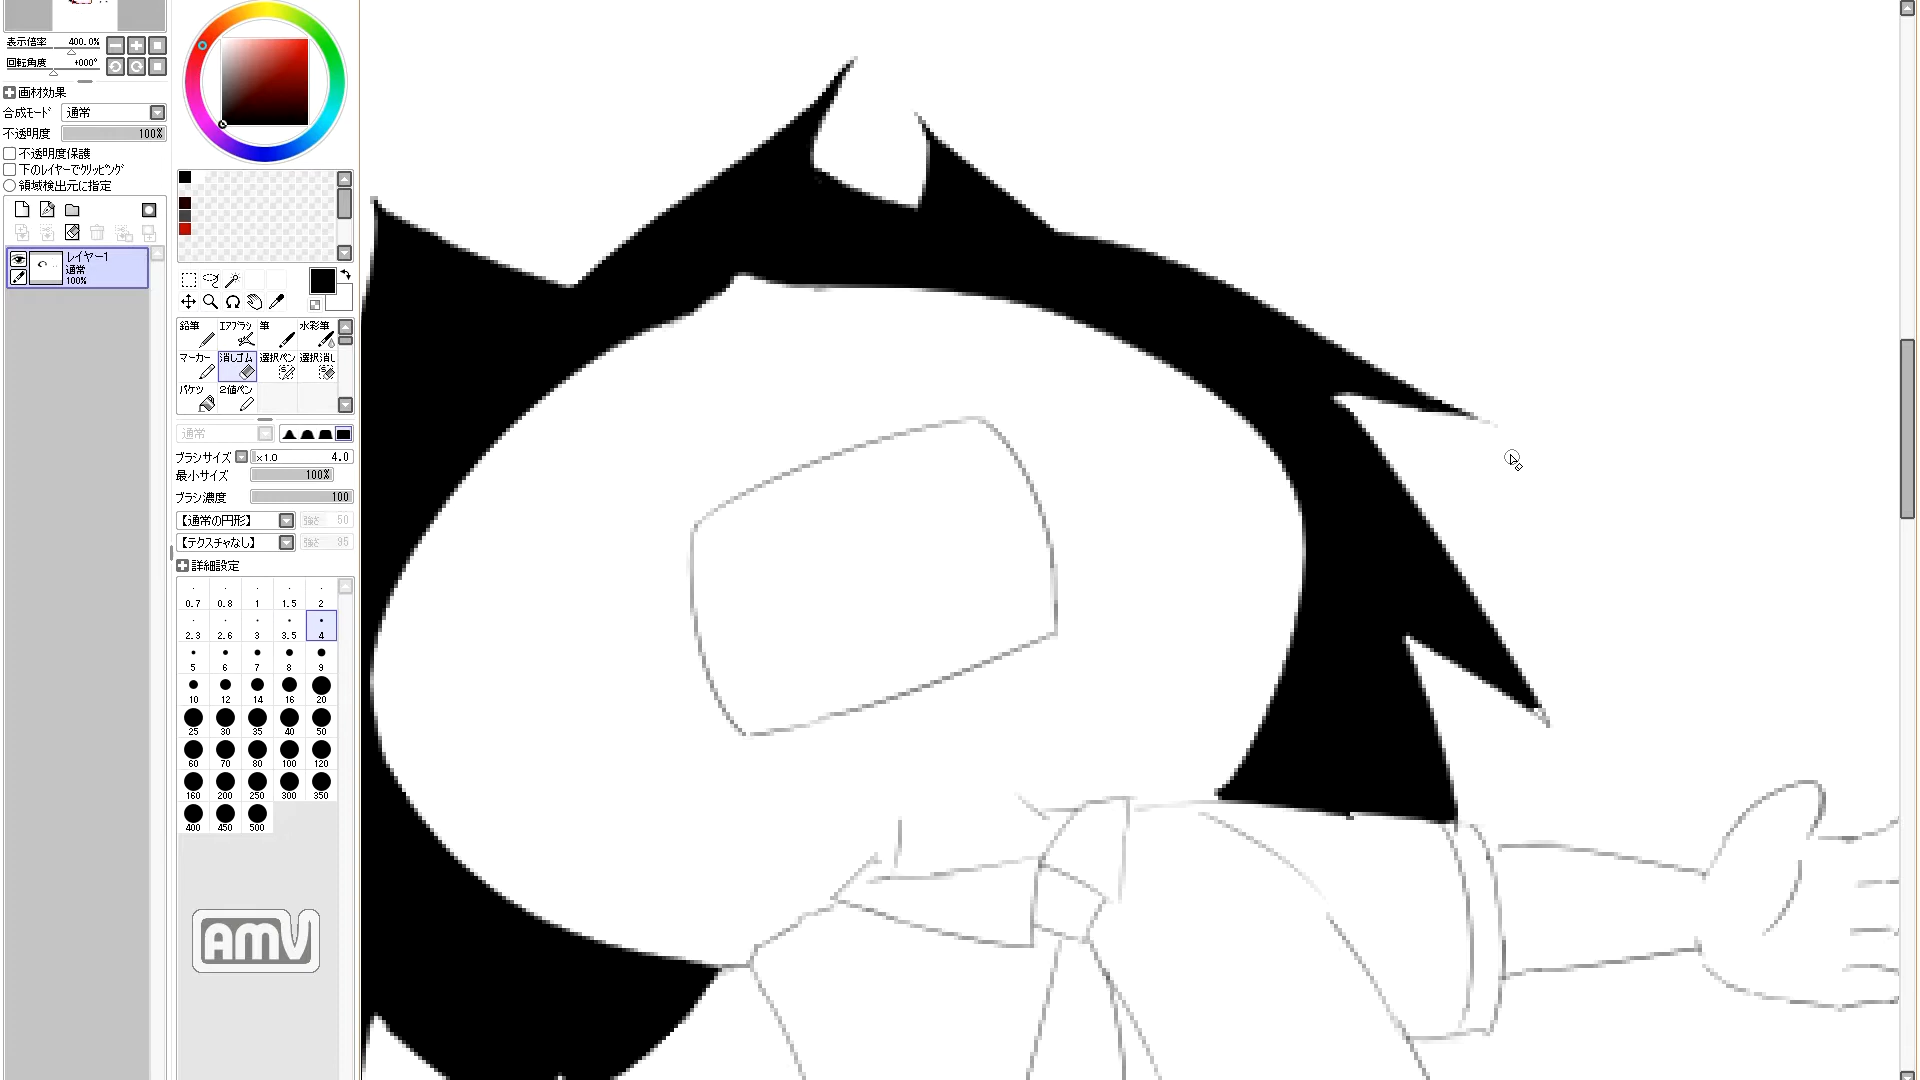 表示倍率 400.0%
回転角度 +000°
画材効果
合成モード 通常
不透明度 100%
不透明度保護
下のレイヤーでクリッピング
領域検出元に指定
レイヤー1
通常
100%
鉛筆 エアブラシ 筆 水彩筆
マーカー 消しゴム 選択ペン 選択消し
バケツ 2値ペン
通常
ブラシサイズ x1.0 4.0
最小サイズ 100%
ブラシ濃度 100
【通常の円形】 強さ 50
【テクスチャなし】 強さ 95
詳細設定
0.7 0.8 1 1.5 2
2.3 2.6 3 3.5 4
5 6 7 8 9
10 12 14 16 20
25 30 35 40 50
60 70 80 100 120
160 200 250 300 350
400 450 500
AMV